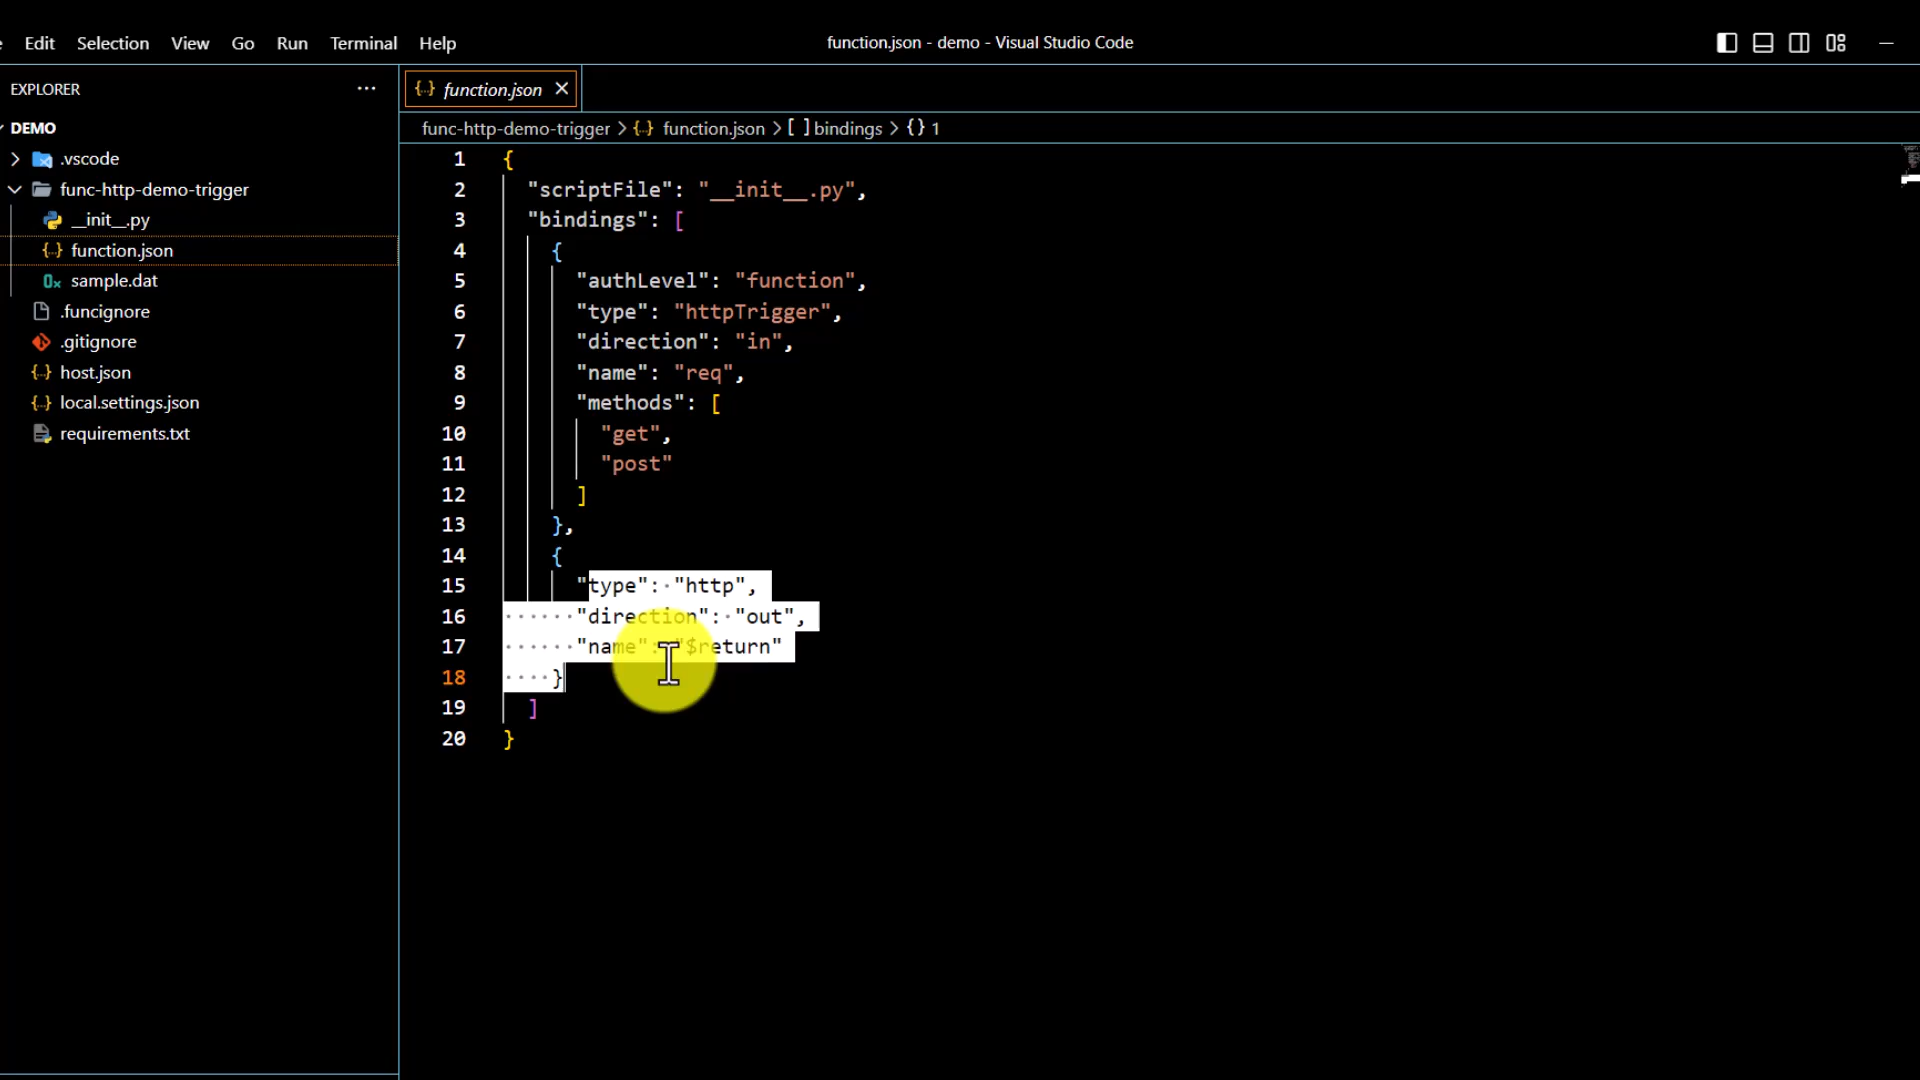 Edit Selection View Go Run Terminal Help
function.json - demo - Visual Studio Code
EXPLORER
DEMO
.vscode
func-http-demo-trigger
__init__.py
function.json
sample.dat
.funcignore
.gitignore
host.json
local.settings.json
requirements.txt
function.json
func-http-demo-trigger > {..} function.json > [ ] bindings > {} 1
1 {
2 "scriptFile": "__init__.py",
3 "bindings": [
4 {
5 "authLevel": "function",
6 "type": "httpTrigger",
7 "direction": "in",
8 "name": "req",
9 "methods": [
10 "get",
11 "post"
12 ]
13 },
14 {
15 "type": "http",
16 "direction": "out",
17 "name": "$return"
18 }
19 ]
20 }